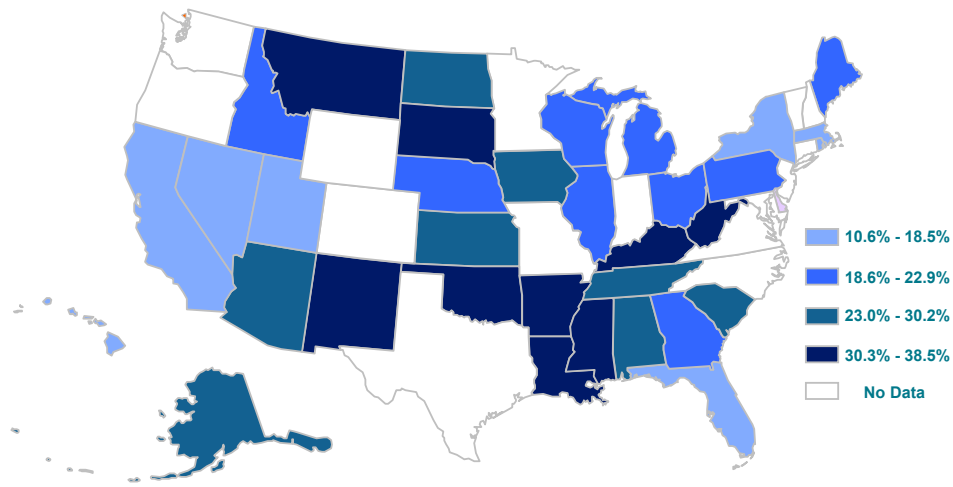 10.6% - 18.5%
18.6% - 22.9%
23.0% - 30.2%
30.3% - 38.5%
No Data